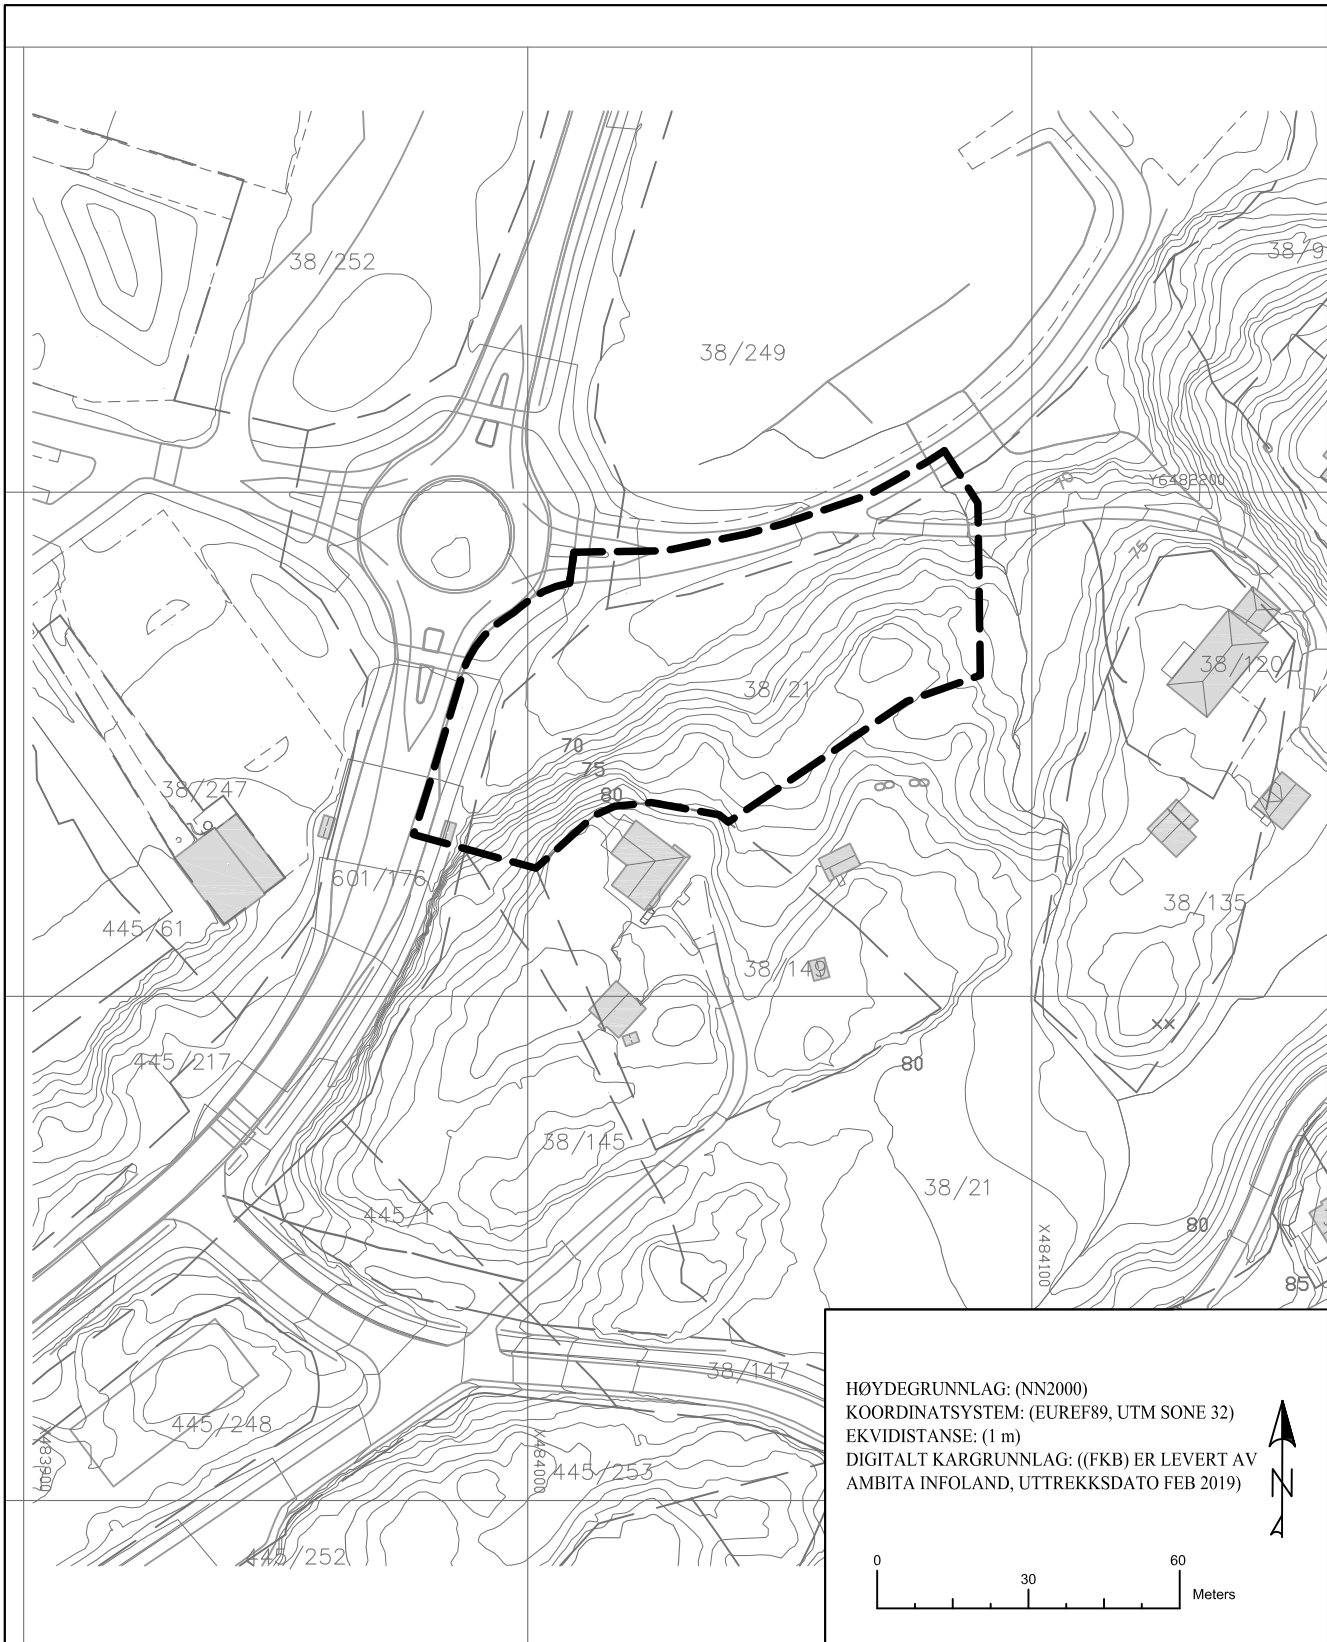 38/252
38/9
38/249
70
Y6482200
75
38/120
38/21
70
75
80
38/247
601/176
445/61
38/135
38/149
445/217
80
38/145
38/21
445/1
80
X484100
85
38/147
445/248
X483900
X484000
445/253
445/252
HØYDEGRUNNLAG: (NN2000)
KOORDINATSYSTEM: (EUREF89, UTM SONE 32)
EKVIDISTANSE: (1 m)
DIGITALT KARGRUNNLAG: ((FKB) ER LEVERT AV
AMBITA INFOLAND, UTTREKKSDATO FEB 2019)
N
0 30 60
Meters